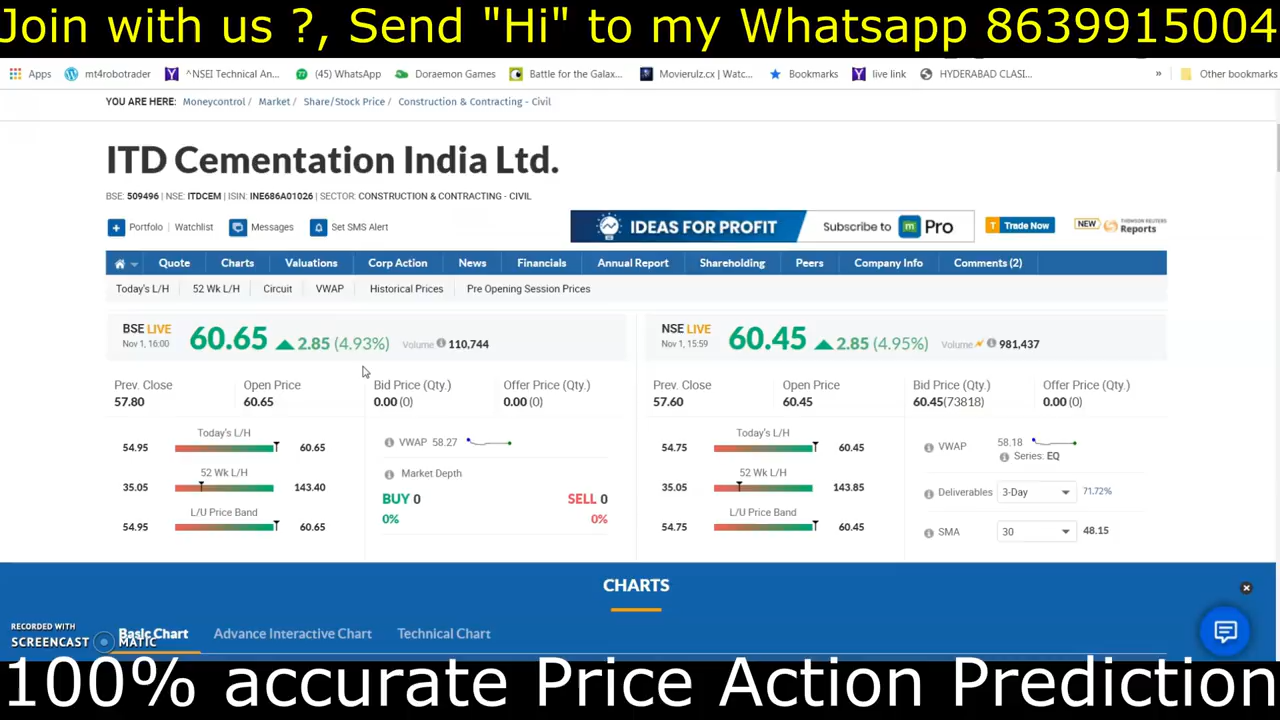 Join with us ?, Send "Hi" to my Whatsapp 8639915004
Apps mt4robotrader ^NSEI Technical An... (45) WhatsApp Doraemon Games Battle for the Galax... Movierulz.cx | Watc... Bookmarks live link HYDERABAD CLASI... » Other bookmarks
YOU ARE HERE: Moneycontrol / Market / Share/Stock Price / Construction & Contracting - Civil
ITD Cementation India Ltd.
BSE: 509496 | NSE: ITDCEM | ISIN: INE686A01026 | SECTOR: CONSTRUCTION & CONTRACTING - CIVIL
+ Portfolio | Watchlist Messages Set SMS Alert IDEAS FOR PROFIT Subscribe to m Pro T Trade Now NEW THOMSON REUTERS Reports
Quote Charts Valuations Corp Action News Financials Annual Report Shareholding Peers Company Info Comments (2)
Today's L/H 52 Wk L/H Circuit VWAP Historical Prices Pre Opening Session Prices
BSE LIVE 60.65 2.85 (4.93%) Volume 110,744 NSE LIVE 60.45 2.85 (4.95%) Volume 981,437
Nov 1, 16:00 Nov 1, 15:59
Prev. Close Open Price Bid Price (Qty.) Offer Price (Qty.) Prev. Close Open Price Bid Price (Qty.) Offer Price (Qty.)
57.80 60.65 0.00 (0) 0.00 (0) 57.60 60.45 60.45(73818) 0.00 (0)
Today's L/H Today's L/H
54.95 60.65 VWAP 58.27 54.75 60.45 VWAP 58.18
Series: EQ
52 Wk L/H Market Depth 52 Wk L/H
35.05 143.40 35.05 143.85 Deliverables 3-Day 71.72%
BUY 0 SELL 0
L/U Price Band 0% 0% L/U Price Band
54.95 60.65 54.75 60.45 SMA 30 48.15
CHARTS
RECORDED WITH
SCREENCAST MATIC Basic Chart Advance Interactive Chart Technical Chart
100% accurate Price Action Prediction